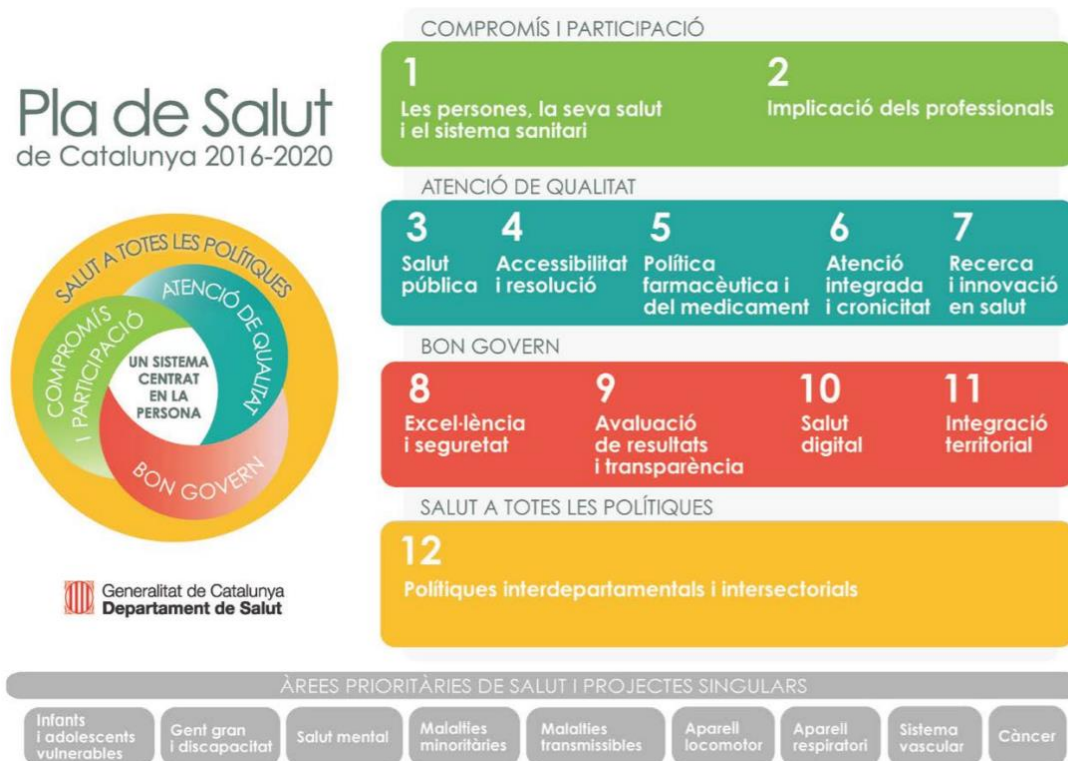 Pla de Salut
de Catalunya 2016-2020
SALUT A TOTES LES POLÍTIQUES
ATENCIÓ DE QUALITAT
COMPROMÍS
I PARTICIPACIÓ
BON GOVERN
UN SISTEMA
CENTRAT
EN LA
PERSONA
Generalitat de Catalunya
Departament de Salut
COMPROMÍS I PARTICIPACIÓ
1
Les persones, la seva salut
i el sistema sanitari
2
Implicació dels professionals
ATENCIÓ DE QUALITAT
3
Salut
pública
4
Accessibilitat
i resolució
5
Política
farmacèutica i
del medicament
6
Atenció
integrada
i cronicitat
7
Recerca
i innovació
en salut
BON GOVERN
8
Excel·lència
i seguretat
9
Avaluació
de resultats
i transparència
10
Salut
digital
11
Integració
territorial
SALUT A TOTES LES POLÍTIQUES
12
Polítiques interdepartamentals i intersectorials
ÀREES PRIORITÀRIES DE SALUT I PROJECTES SINGULARS
Infants
i adolescents
vulnerables
Gent gran
i discapacitat
Salut mental
Malalties
minoritàries
Malalties
transmissibles
Aparell
locomotor
Aparell
respiratori
Sistema
vascular
Càncer